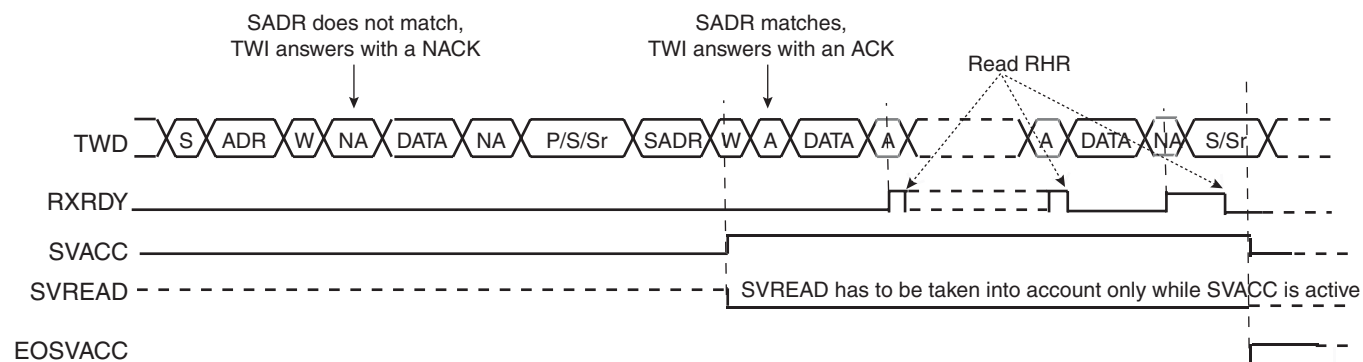 SADR does not match,
TWI answers with a NACK
SADR matches,
TWI answers with an ACK
Read RHR
TWD S ADR W NA DATA NA P/S/Sr SADR W A DATA A A DATA NA S/Sr
RXRDY
SVACC
SVREAD SVREAD has to be taken into account only while SVACC is active
EOSVACC